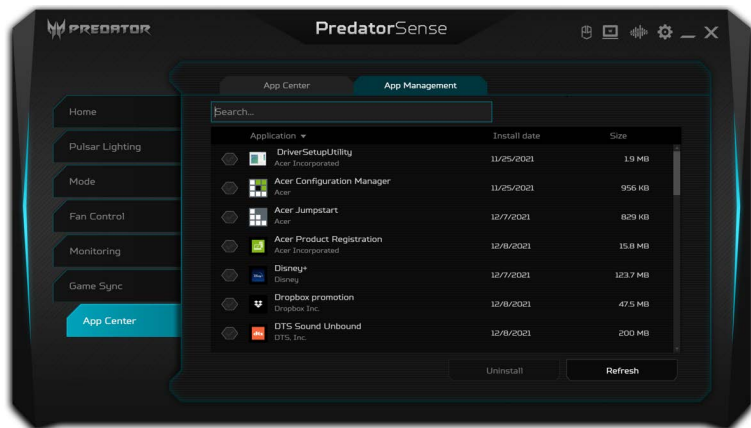 PREDATOR
PredatorSense
App Center
App Management
Home
Pulsar Lighting
Mode
Fan Control
Monitoring
Game Sync
App Center
Search...
Application Install date Size
DriverSetupUtility
Acer Incorporated
11/25/2021 1.9 MB
Acer Configuration Manager
Acer
11/25/2021 956 KB
Acer Jumpstart
Acer
12/7/2021 829 KB
Acer Product Registration
Acer Incorporated
12/8/2021 15.8 MB
Disney+
Disney
12/7/2021 123.7 MB
Dropbox promotion
Dropbox Inc.
12/8/2021 47.5 MB
DTS Sound Unbound
DTS, Inc.
12/8/2021 200 MB
Uninstall
Refresh